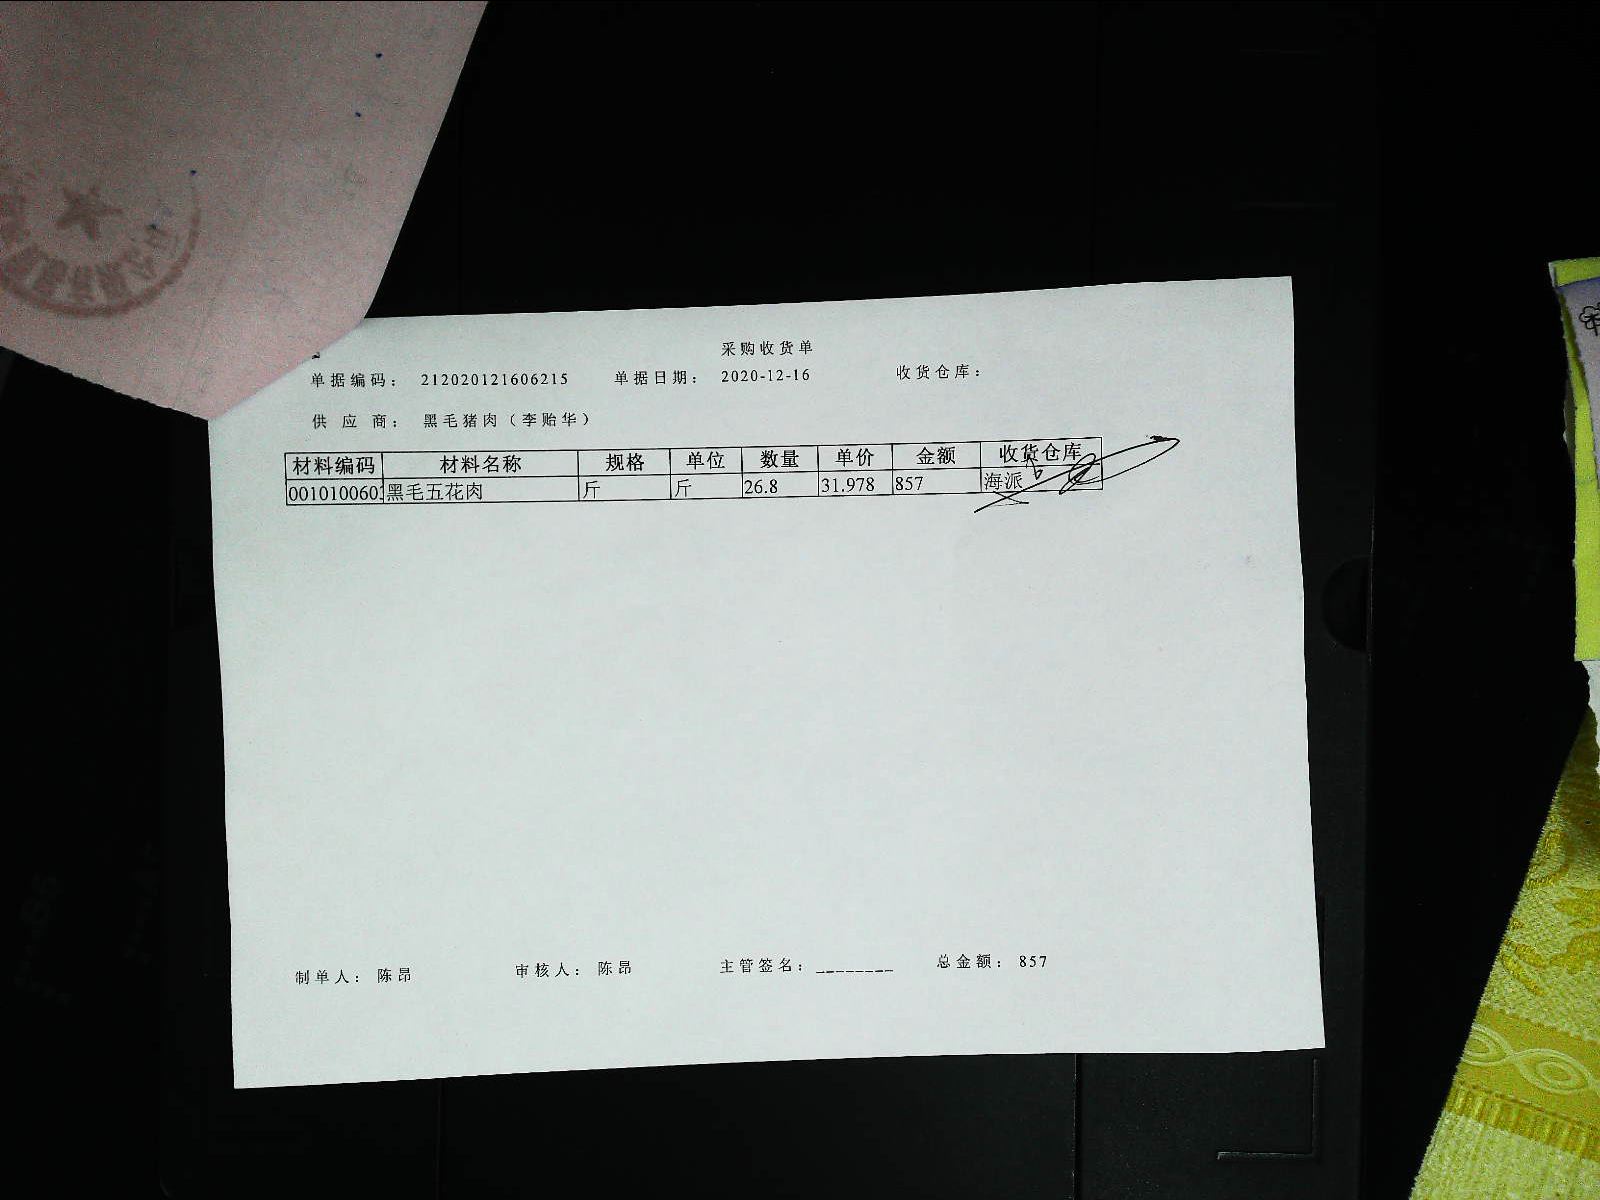 采购收货单
单据编码： 212020121606215 单据日期： 2020-12-16 收货仓库：
供应商： 黑毛猪肉（李贻华）
材料编码 材料名称 规格 单位 数量 单价 金额 收货仓库
001010060 黑毛五花肉 斤 斤 26.8 31.978 857 海派
制单人： 陈昂 审核人： 陈昂 主管签名：________ 总金额： 857